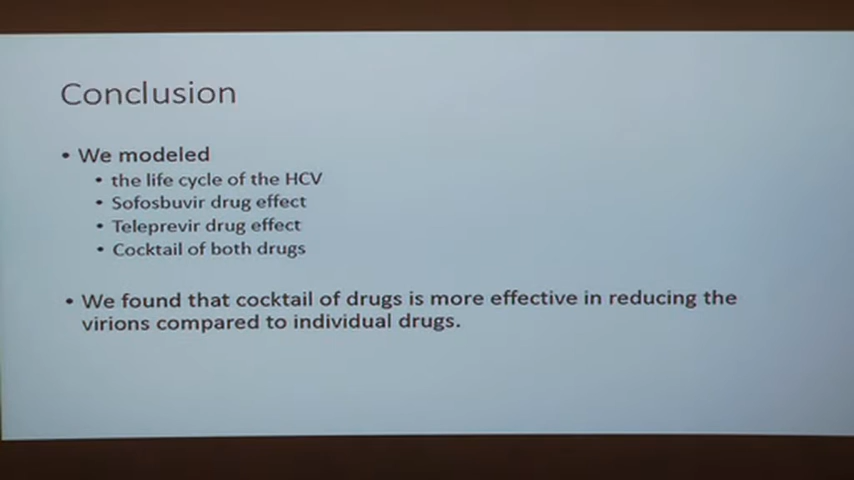 Conclusion
• We modeled
• the life cycle of the HCV
• Sofosbuvir drug effect
• Teleprevir drug effect
• Cocktail of both drugs
• We found that cocktail of drugs is more effective in reducing the
virions compared to individual drugs.